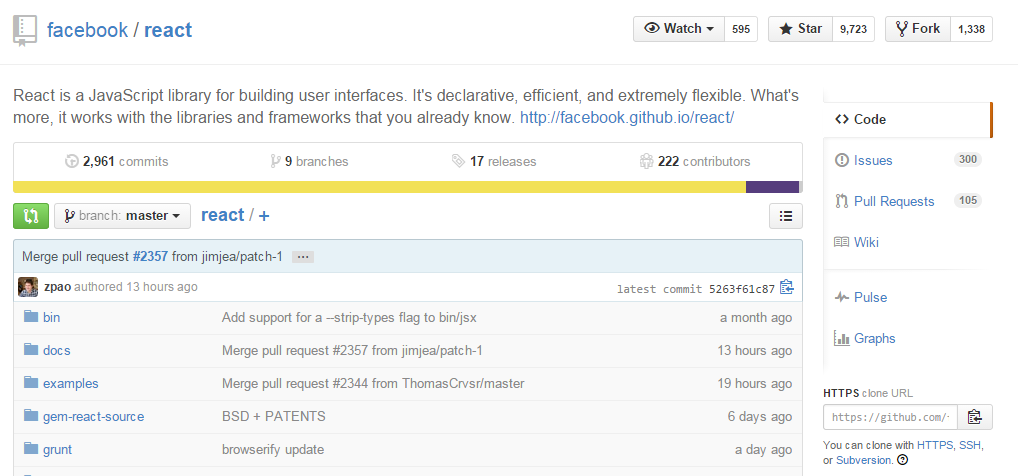 facebook / react
Watch 595 Star 9,723 Fork 1,338
React is a JavaScript library for building user interfaces. It's declarative, efficient, and extremely flexible. What's
more, it works with the libraries and frameworks that you already know. http://facebook.github.io/react/
2,961 commits 9 branches 17 releases 222 contributors
branch: master react / +
Merge pull request #2357 from jimjea/patch-1 ...
zpao authored 13 hours ago latest commit 5263f61c87
bin Add support for a --strip-types flag to bin/jsx a month ago
docs Merge pull request #2357 from jimjea/patch-1 13 hours ago
examples Merge pull request #2344 from ThomasCrvsr/master 19 hours ago
gem-react-source BSD + PATENTS 6 days ago
grunt browserify update a day ago
Code
Issues 300
Pull Requests 105
Wiki
Pulse
Graphs
HTTPS clone URL
https://github.com/
You can clone with HTTPS, SSH,
or Subversion. ?